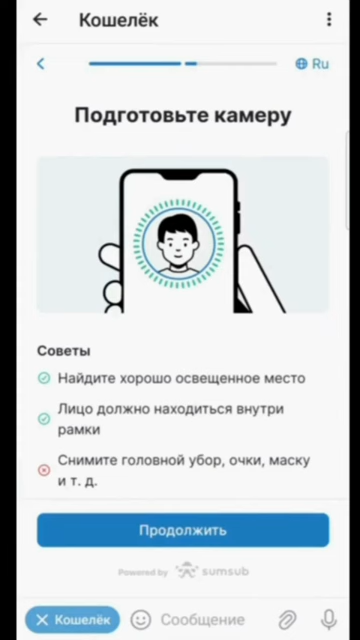 Кошелёк
Ru
Подготовьте камеру
Советы
Найдите хорошо освещенное место
Лицо должно находиться внутри
рамки
Снимите головной убор, очки, маску
и т. д.
Продолжить
Powered by sumsub
Кошелёк
Сообщение